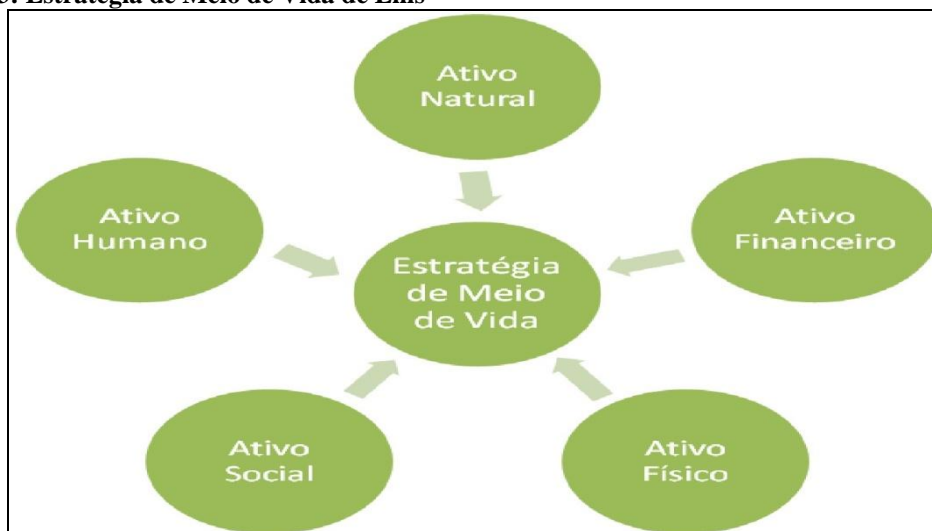 Estratégia de Meio de Vida de
Ativo
Natural
Ativo
Humano
Ativo
Financeiro
Estratégia
de Meio
de Vida
Ativo
Social
Ativo
Físico